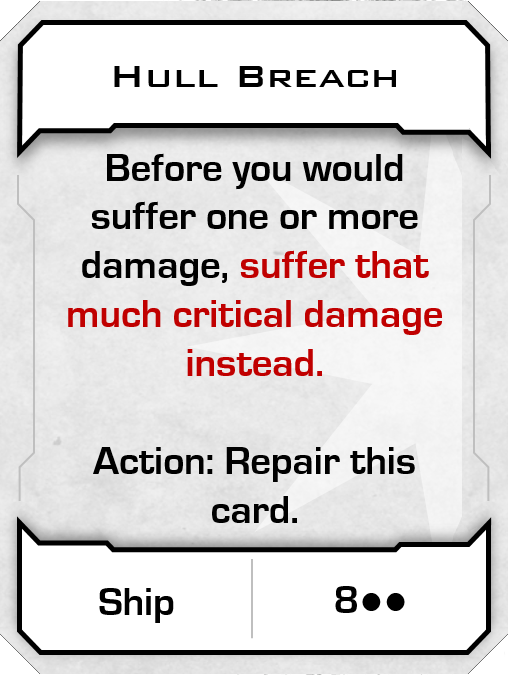 Hull Breach
Before you would
suffer one or more
damage, suffer that
much critical damage
instead.
Action: Repair this
card.
Ship
8●●